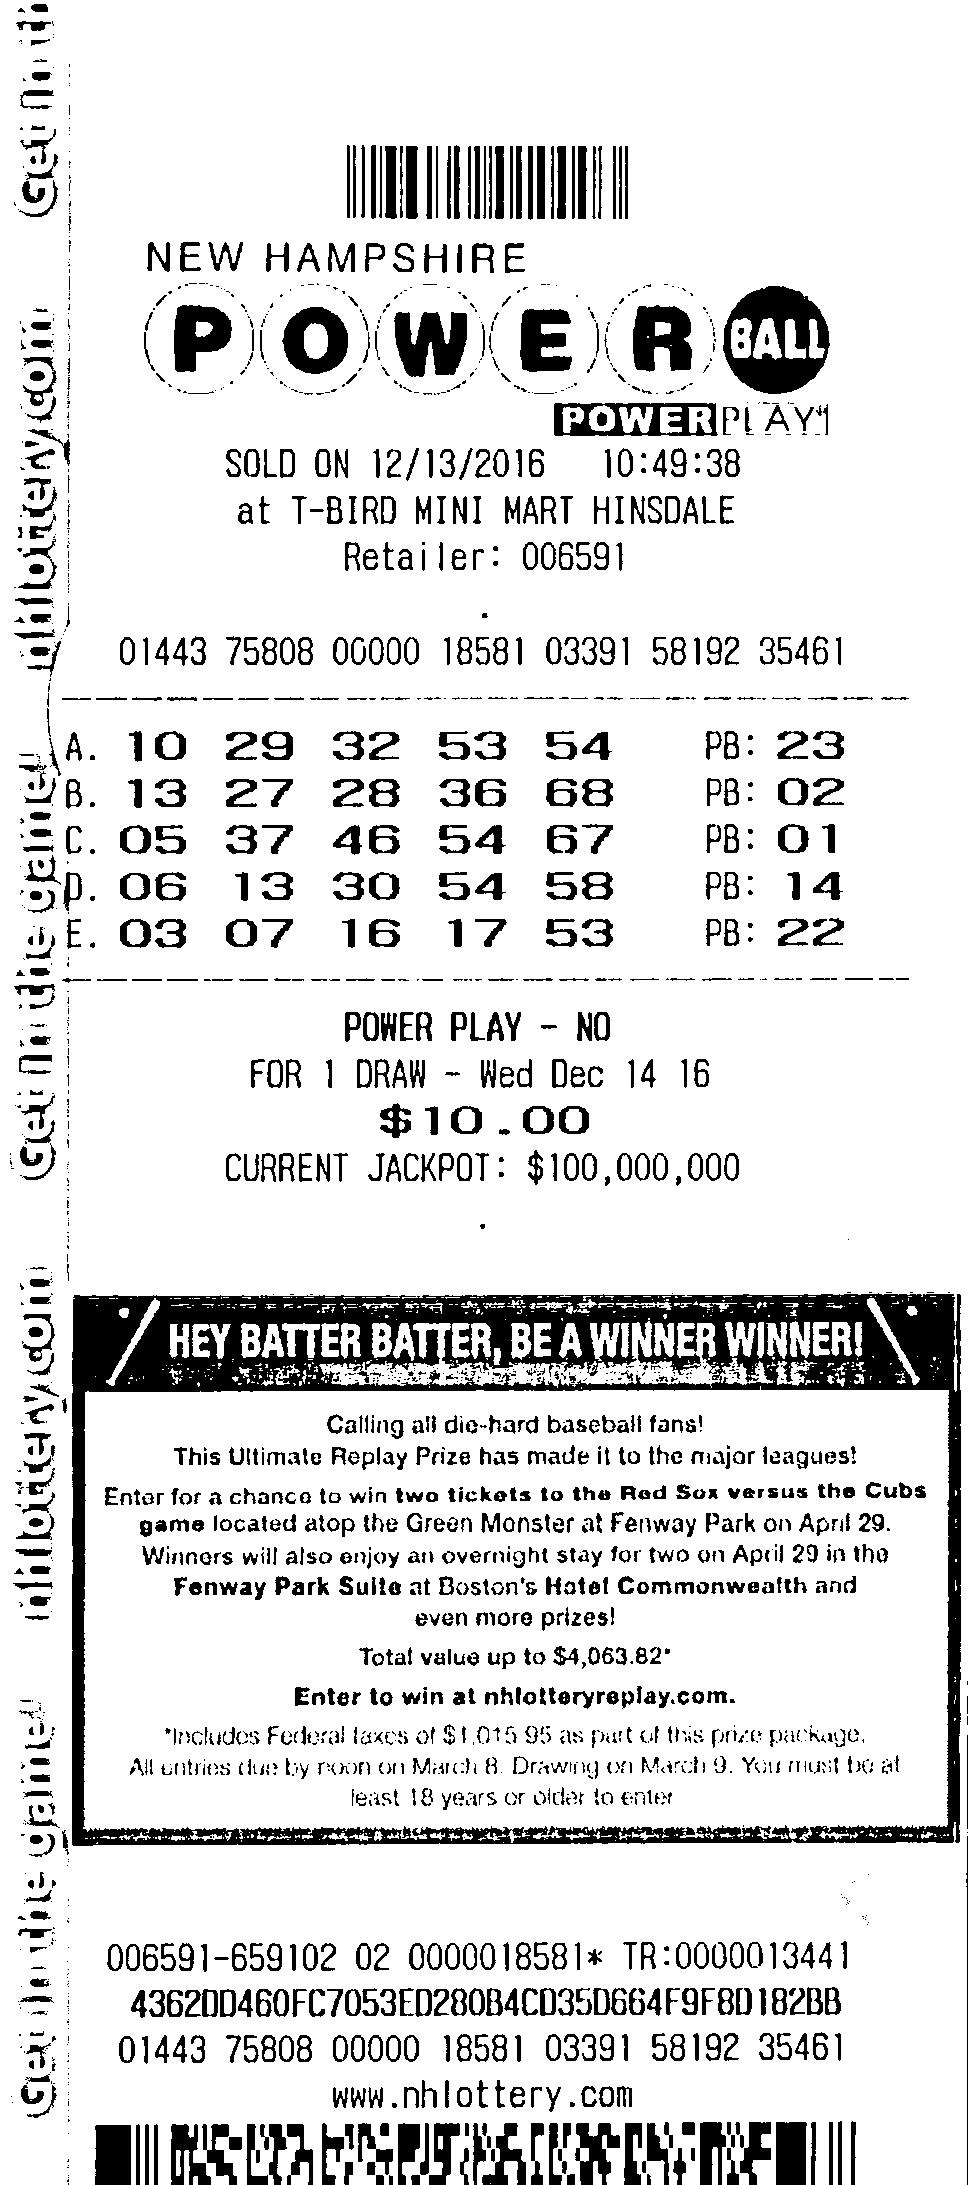 NEW HAMPSHIRE
POWER BALL
POWER PLAY
SOLD ON 12/13/2016 10:49:38
at T-BIRD MINI MART HINSDALE
Retailer: 006591
01443 75808 00000 18581 03391 58192 35461
A. 10 29 32 53 54 PB: 23
B. 13 27 28 36 68 PB: 02
C. 05 37 46 54 67 PB: 01
D. 06 13 30 54 58 PB: 14
E. 03 07 16 17 53 PB: 22
POWER PLAY - NO
FOR 1 DRAW - Wed Dec 14 16
$10.00
CURRENT JACKPOT: $100,000,000
HEY BATTER BATTER, BE A WINNER WINNER!
Calling all die-hard baseball fans!
This Ultimate Replay Prize has made it to the major leagues!
Enter for a chance to win two tickets to the Red Sox versus the Cubs
game located atop the Green Monster at Fenway Park on April 29.
Winners will also enjoy an overnight stay for two on April 29 in the
Fenway Park Suite at Boston's Hotel Commonwealth and
even more prizes!
Total value up to $4,063.82*
Enter to win at nhlotteryreplay.com.
*Includes Federal taxes of $1,015.95 as part of this prize package.
All entries due by noon on March 8. Drawing on March 9. You must be at
least 18 years or older to enter
006591-659102 02 0000018581* TR:0000013441
4362DD460FC7053ED280B4CD35D664F9F8D182BB
01443 75808 00000 18581 03391 58192 35461
www.nhlottery.com
Get in the game!
nhlottery.com
Get in the game!
nhlottery.com
Get in th